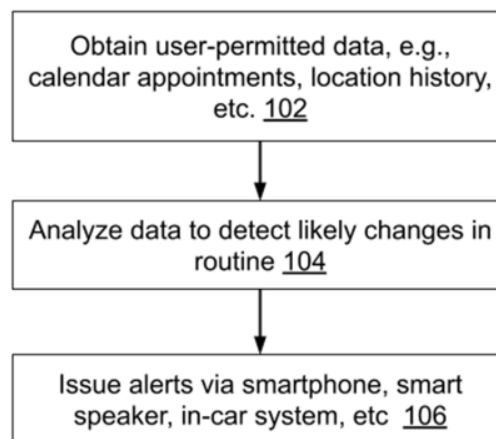 Obtain user-permitted data, e.g.,
calendar appointments, location history,
etc. 102
Analyze data to detect likely changes in
routine 104
Issue alerts via smartphone, smart
speaker, in-car system, etc 106